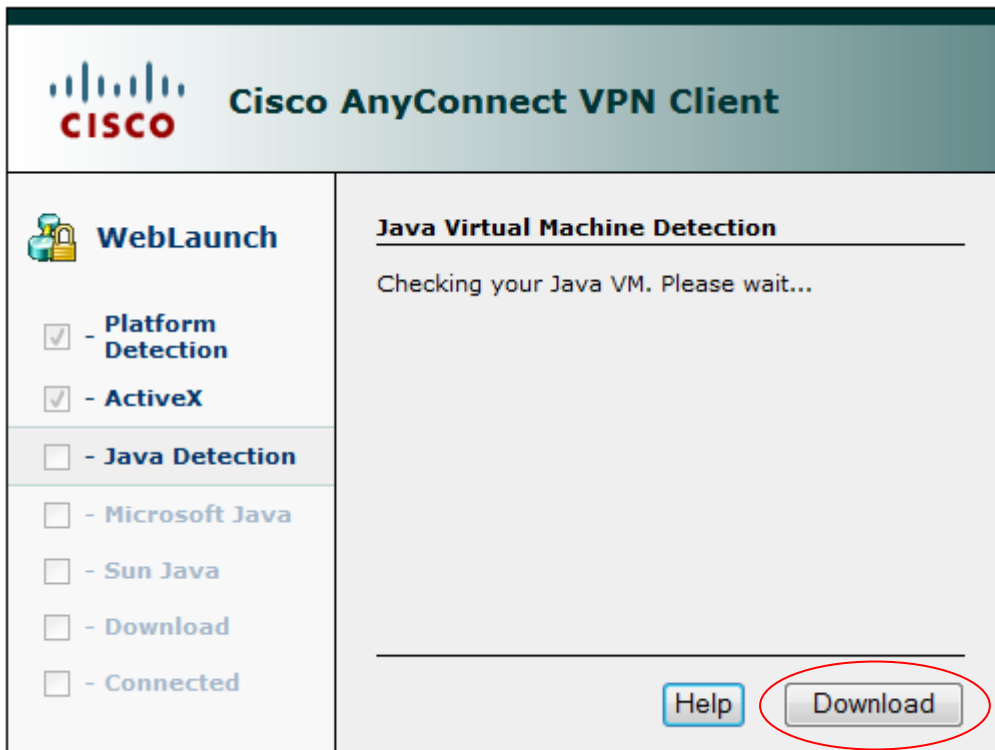 CISCO
Cisco AnyConnect VPN Client
WebLaunch
- Platform
Detection
- ActiveX
- Java Detection
- Microsoft Java
- Sun Java
- Download
- Connected
Java Virtual Machine Detection
Checking your Java VM. Please wait...
Help
Download